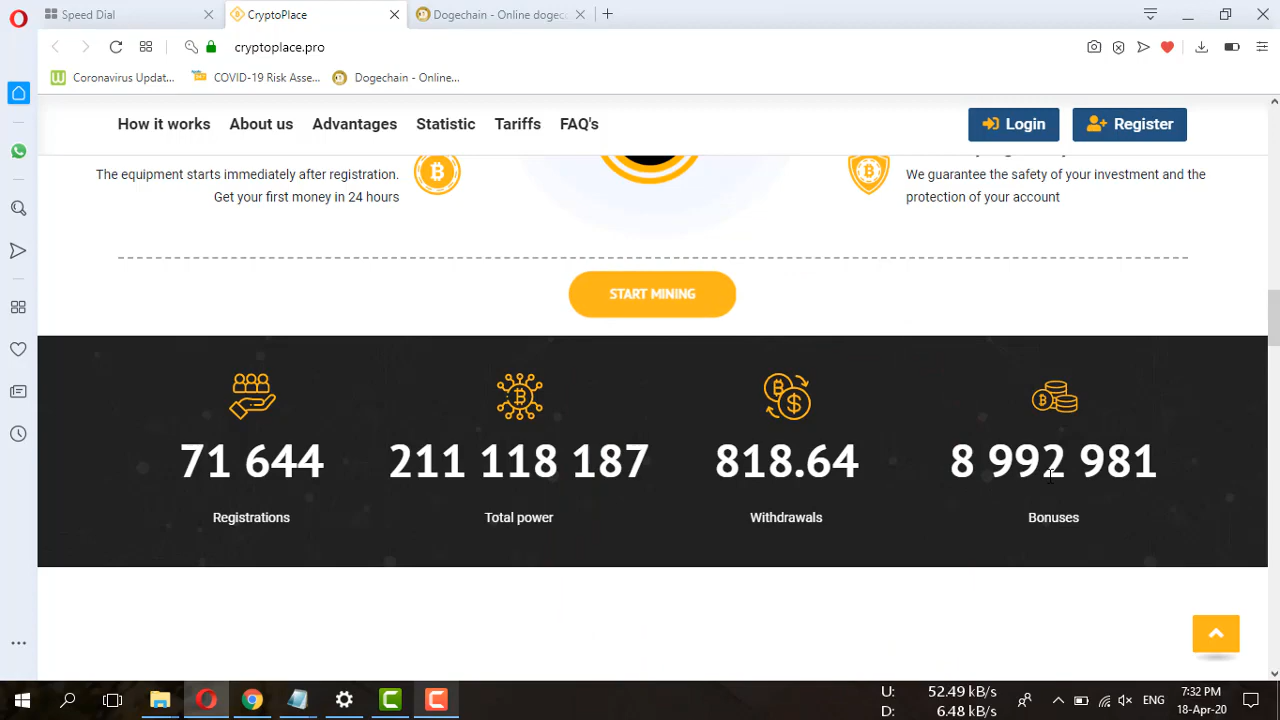 Speed Dial
CryptoPlace
Dogechain - Online dogec
cryptoplace.pro
Coronavirus Updat...
COVID-19 Risk Asse...
Dogechain - Online...
How it works
About us
Advantages
Statistic
Tariffs
FAQ's
Login
Register
The equipment starts immediately after registration.
Get your first money in 24 hours
We guarantee the safety of your investment and the
protection of your account
START MINING
71 644
211 118 187
818.64
8 992 981
Registrations
Total power
Withdrawals
Bonuses
U: 52.49 kB/s
D: 6.48 kB/s
ENG
7:32 PM
18-Apr-20